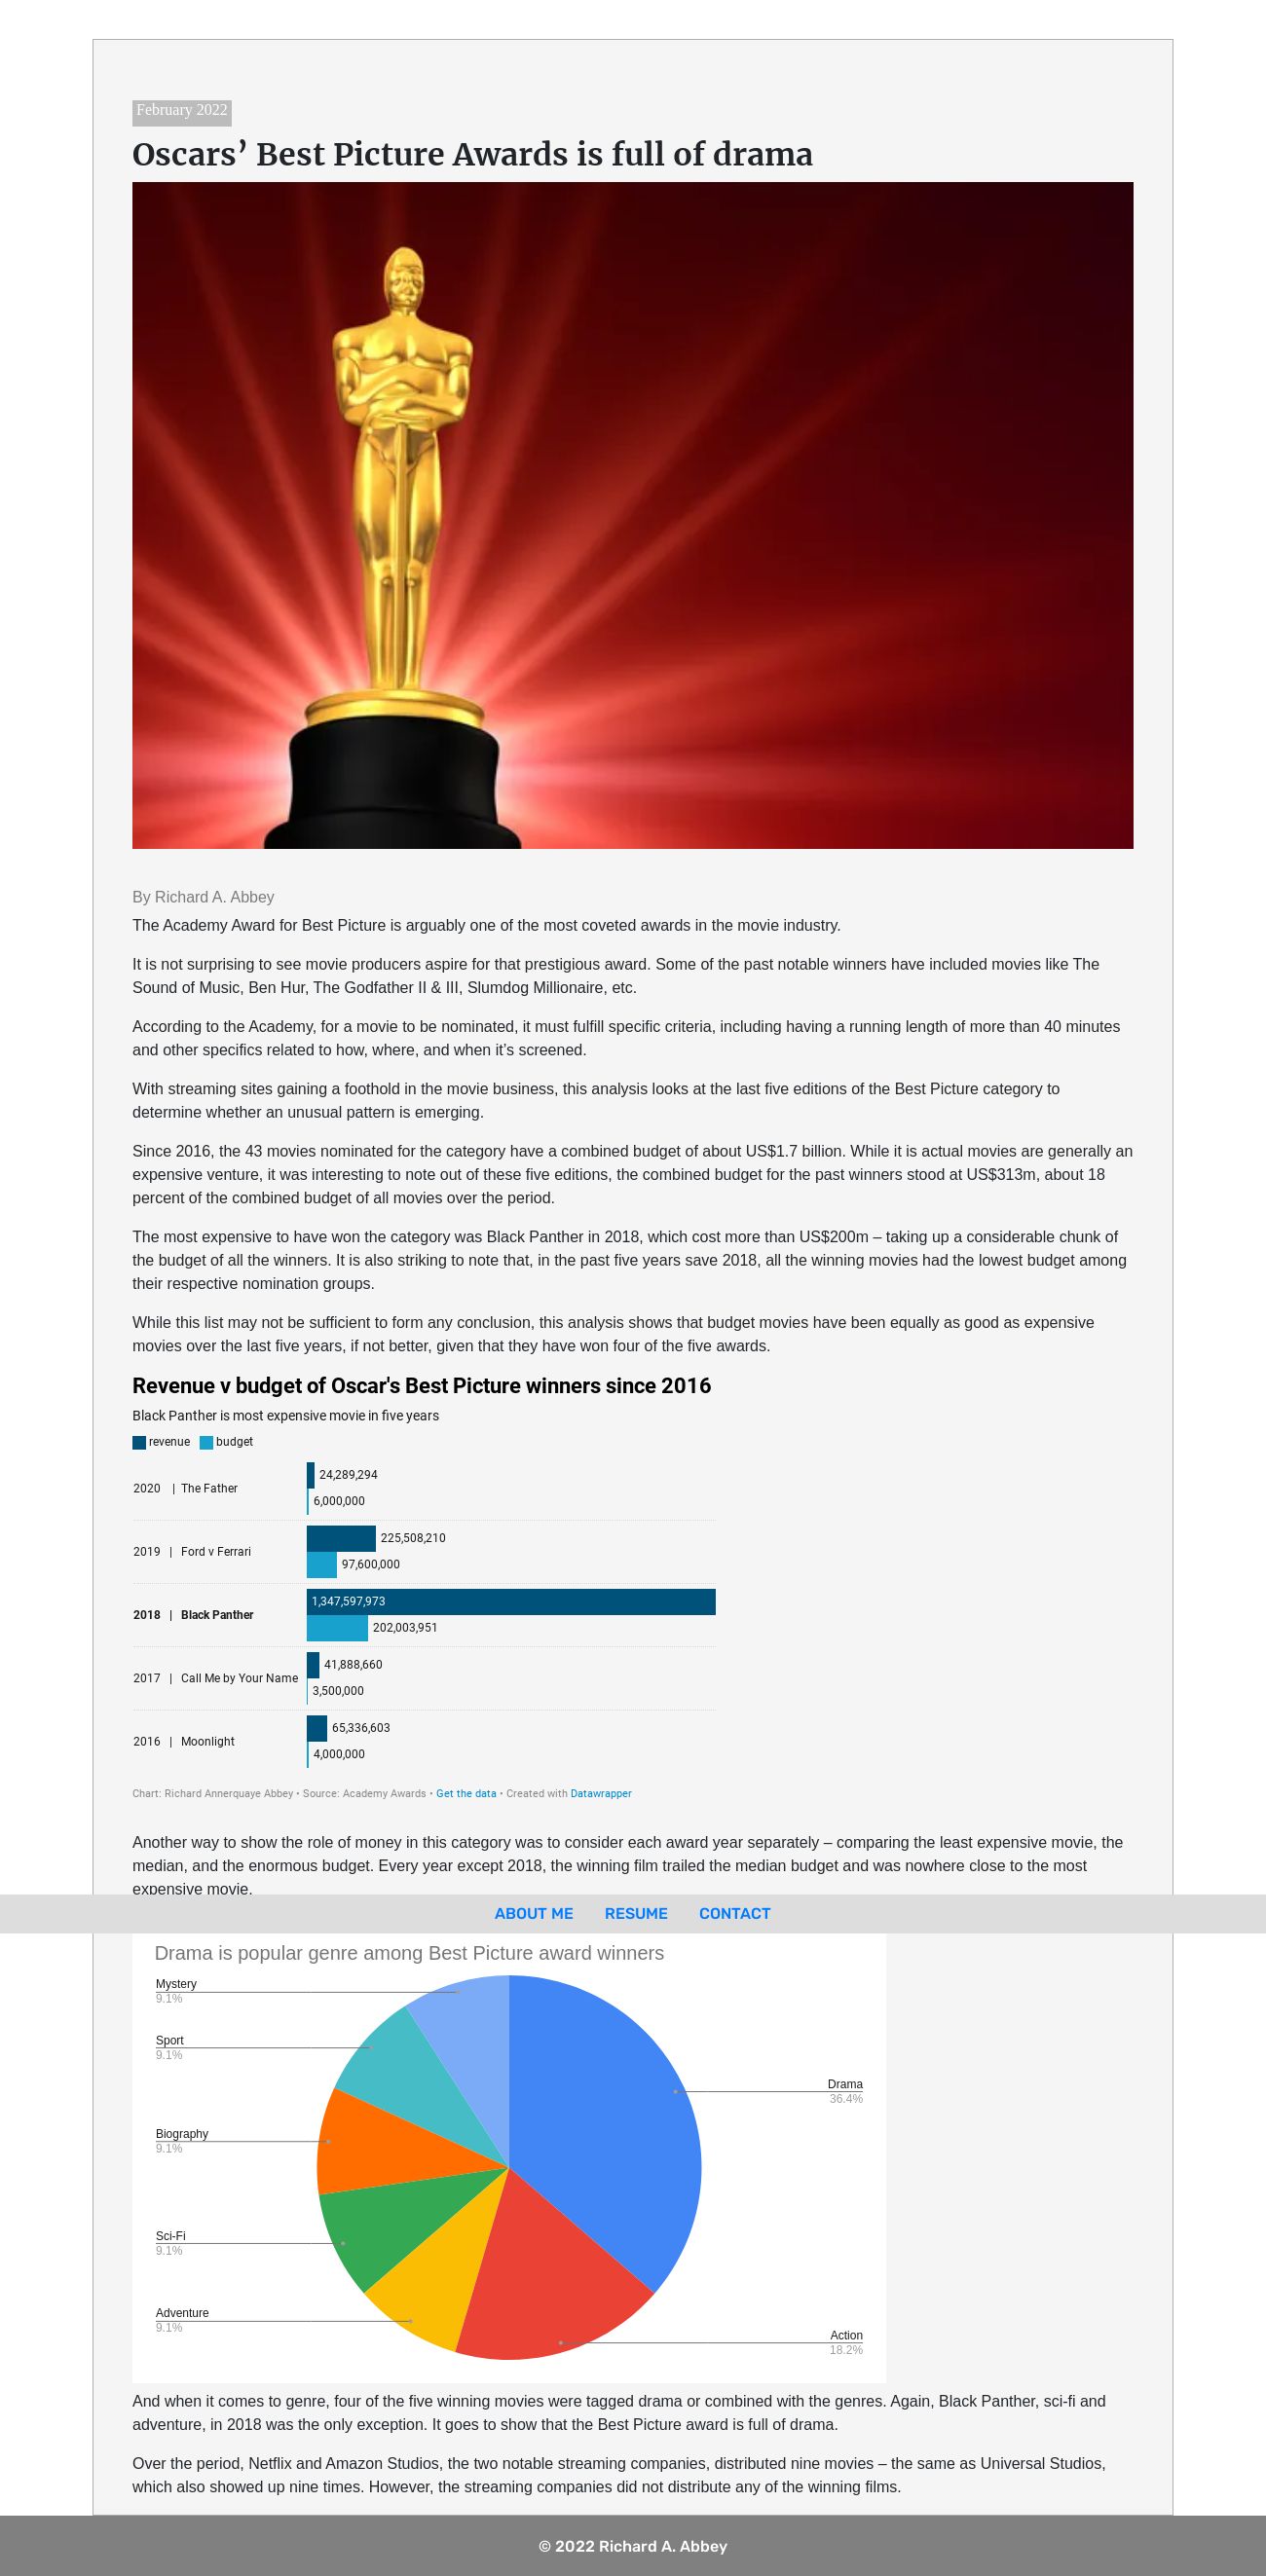 February 2022
Oscars’ Best Picture Awards is full of drama
By Richard A. Abbey
The Academy Award for Best Picture is arguably one of the most coveted awards in the movie industry.
It is not surprising to see movie producers aspire for that prestigious award. Some of the past notable winners have included movies like The
Sound of Music, Ben Hur, The Godfather II & III, Slumdog Millionaire, etc.
According to the Academy, for a movie to be nominated, it must fulfill specific criteria, including having a running length of more than 40 minutes
and other specifics related to how, where, and when it’s screened.
With streaming sites gaining a foothold in the movie business, this analysis looks at the last five editions of the Best Picture category to
determine whether an unusual pattern is emerging.
Since 2016, the 43 movies nominated for the category have a combined budget of about US$1.7 billion. While it is actual movies are generally an
expensive venture, it was interesting to note out of these five editions, the combined budget for the past winners stood at US$313m, about 18
percent of the combined budget of all movies over the period.
The most expensive to have won the category was Black Panther in 2018, which cost more than US$200m – taking up a considerable chunk of
the budget of all the winners. It is also striking to note that, in the past five years save 2018, all the winning movies had the lowest budget among
their respective nomination groups.
While this list may not be sufficient to form any conclusion, this analysis shows that budget movies have been equally as good as expensive
movies over the last five years, if not better, given that they have won four of the five awards.
Revenue v budget of Oscar's Best Picture winners since 2016
Black Panther is most expensive movie in five years
revenue budget
24,289,294
2020 | The Father
6,000,000
225,508,210
2019 | Ford v Ferrari
97,600,000
1,347,597,973
2018 | Black Panther
202,003,951
41,888,660
2017 | Call Me by Your Name
3,500,000
65,336,603
2016 | Moonlight
4,000,000
Chart: Richard Annerquaye Abbey • Source: Academy Awards • Get the data • Created with Datawrapper
Another way to show the role of money in this category was to consider each award year separately – comparing the least expensive movie, the
median, and the enormous budget. Every year except 2018, the winning film trailed the median budget and was nowhere close to the most
expensive movie.
ABOUT ME RESUME CONTACT
Drama is popular genre among Best Picture award winners
Mystery
9.1%
Sport
9.1%
Drama
36.4%
Biography
9.1%
Sci-Fi
9.1%
Adventure
9.1%
Action
18.2%
And when it comes to genre, four of the five winning movies were tagged drama or combined with the genres. Again, Black Panther, sci-fi and
adventure, in 2018 was the only exception. It goes to show that the Best Picture award is full of drama.
Over the period, Netflix and Amazon Studios, the two notable streaming companies, distributed nine movies – the same as Universal Studios,
which also showed up nine times. However, the streaming companies did not distribute any of the winning films.
© 2022 Richard A. Abbey